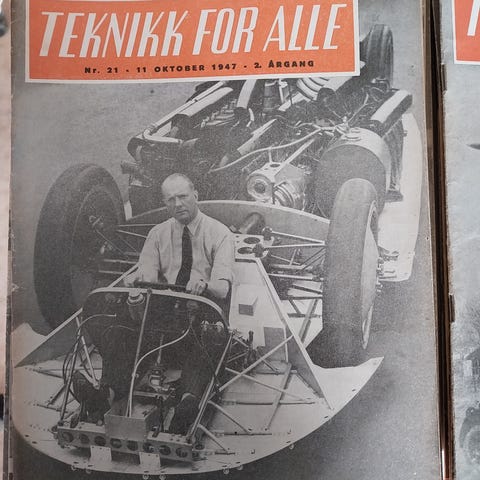 TEKNIKK FOR ALLE
Nr. 21 - 11 OKTOBER 1947 - 2. ÅRGANG